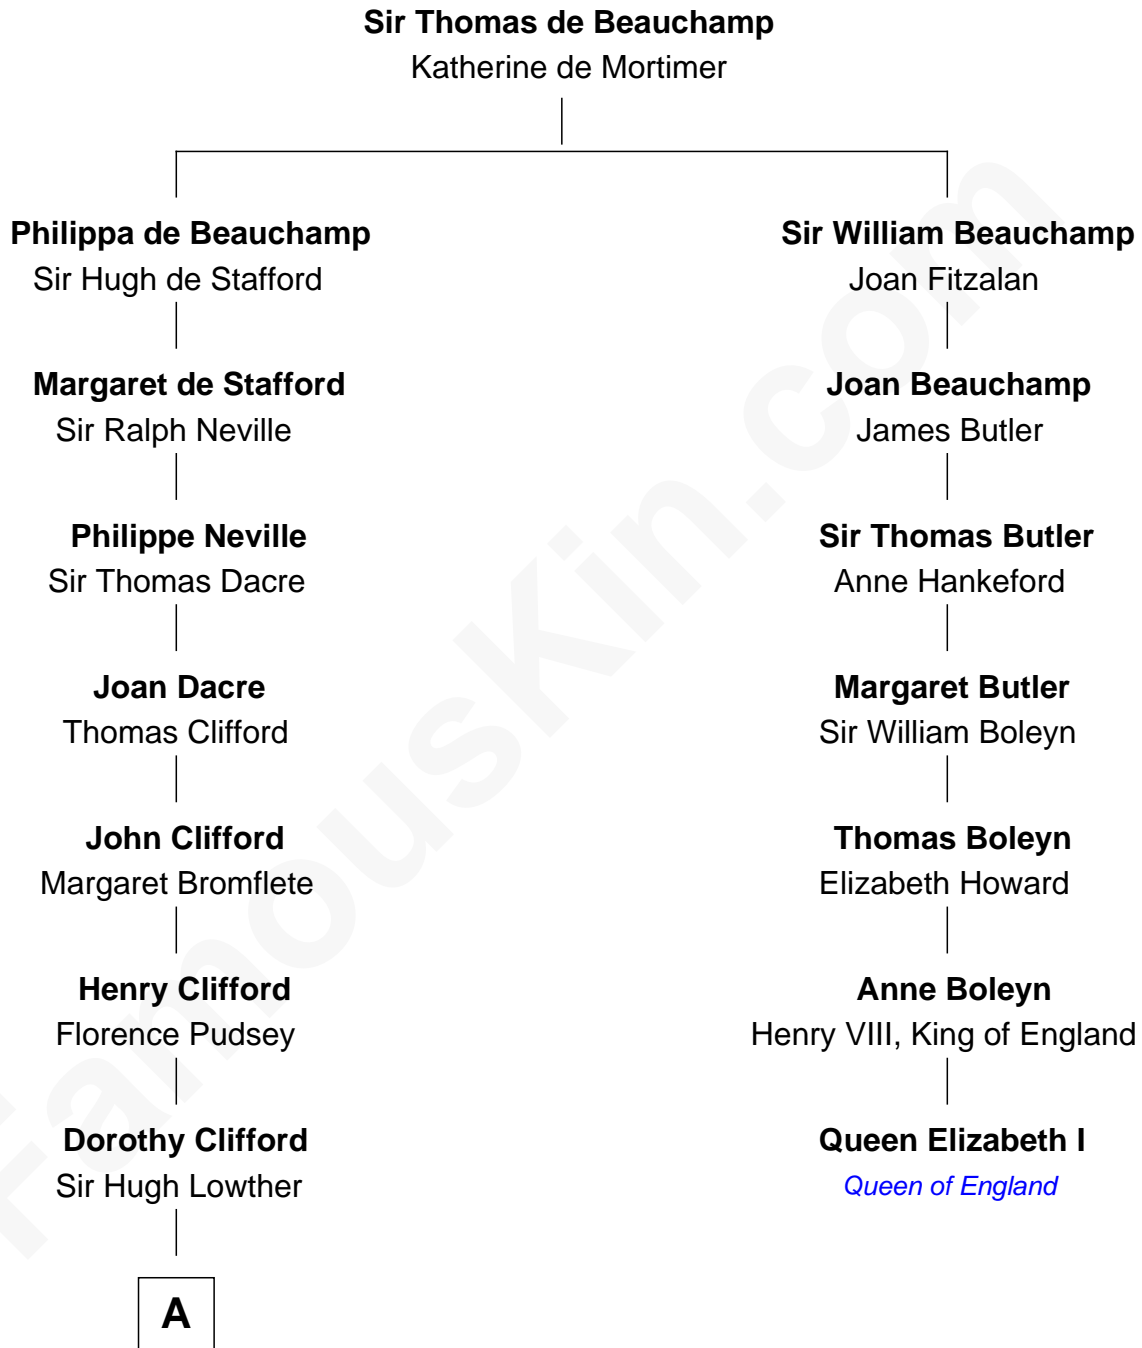 Sir Thomas de Beauchamp
Katherine de Mortimer
Philippa de Beauchamp
Sir Hugh de Stafford
Margaret de Stafford
Sir Ralph Neville
Philippe Neville
Sir Thomas Dacre
Joan Dacre
Thomas Clifford
John Clifford
Margaret Bromflete
Henry Clifford
Florence Pudsey
Dorothy Clifford
Sir Hugh Lowther
A
Sir William Beauchamp
Joan Fitzalan
Joan Beauchamp
James Butler
Sir Thomas Butler
Anne Hankeford
Margaret Butler
Sir William Boleyn
Thomas Boleyn
Elizabeth Howard
Anne Boleyn
Henry VIII, King of England
Queen Elizabeth I
Queen of England
FamousKin.com